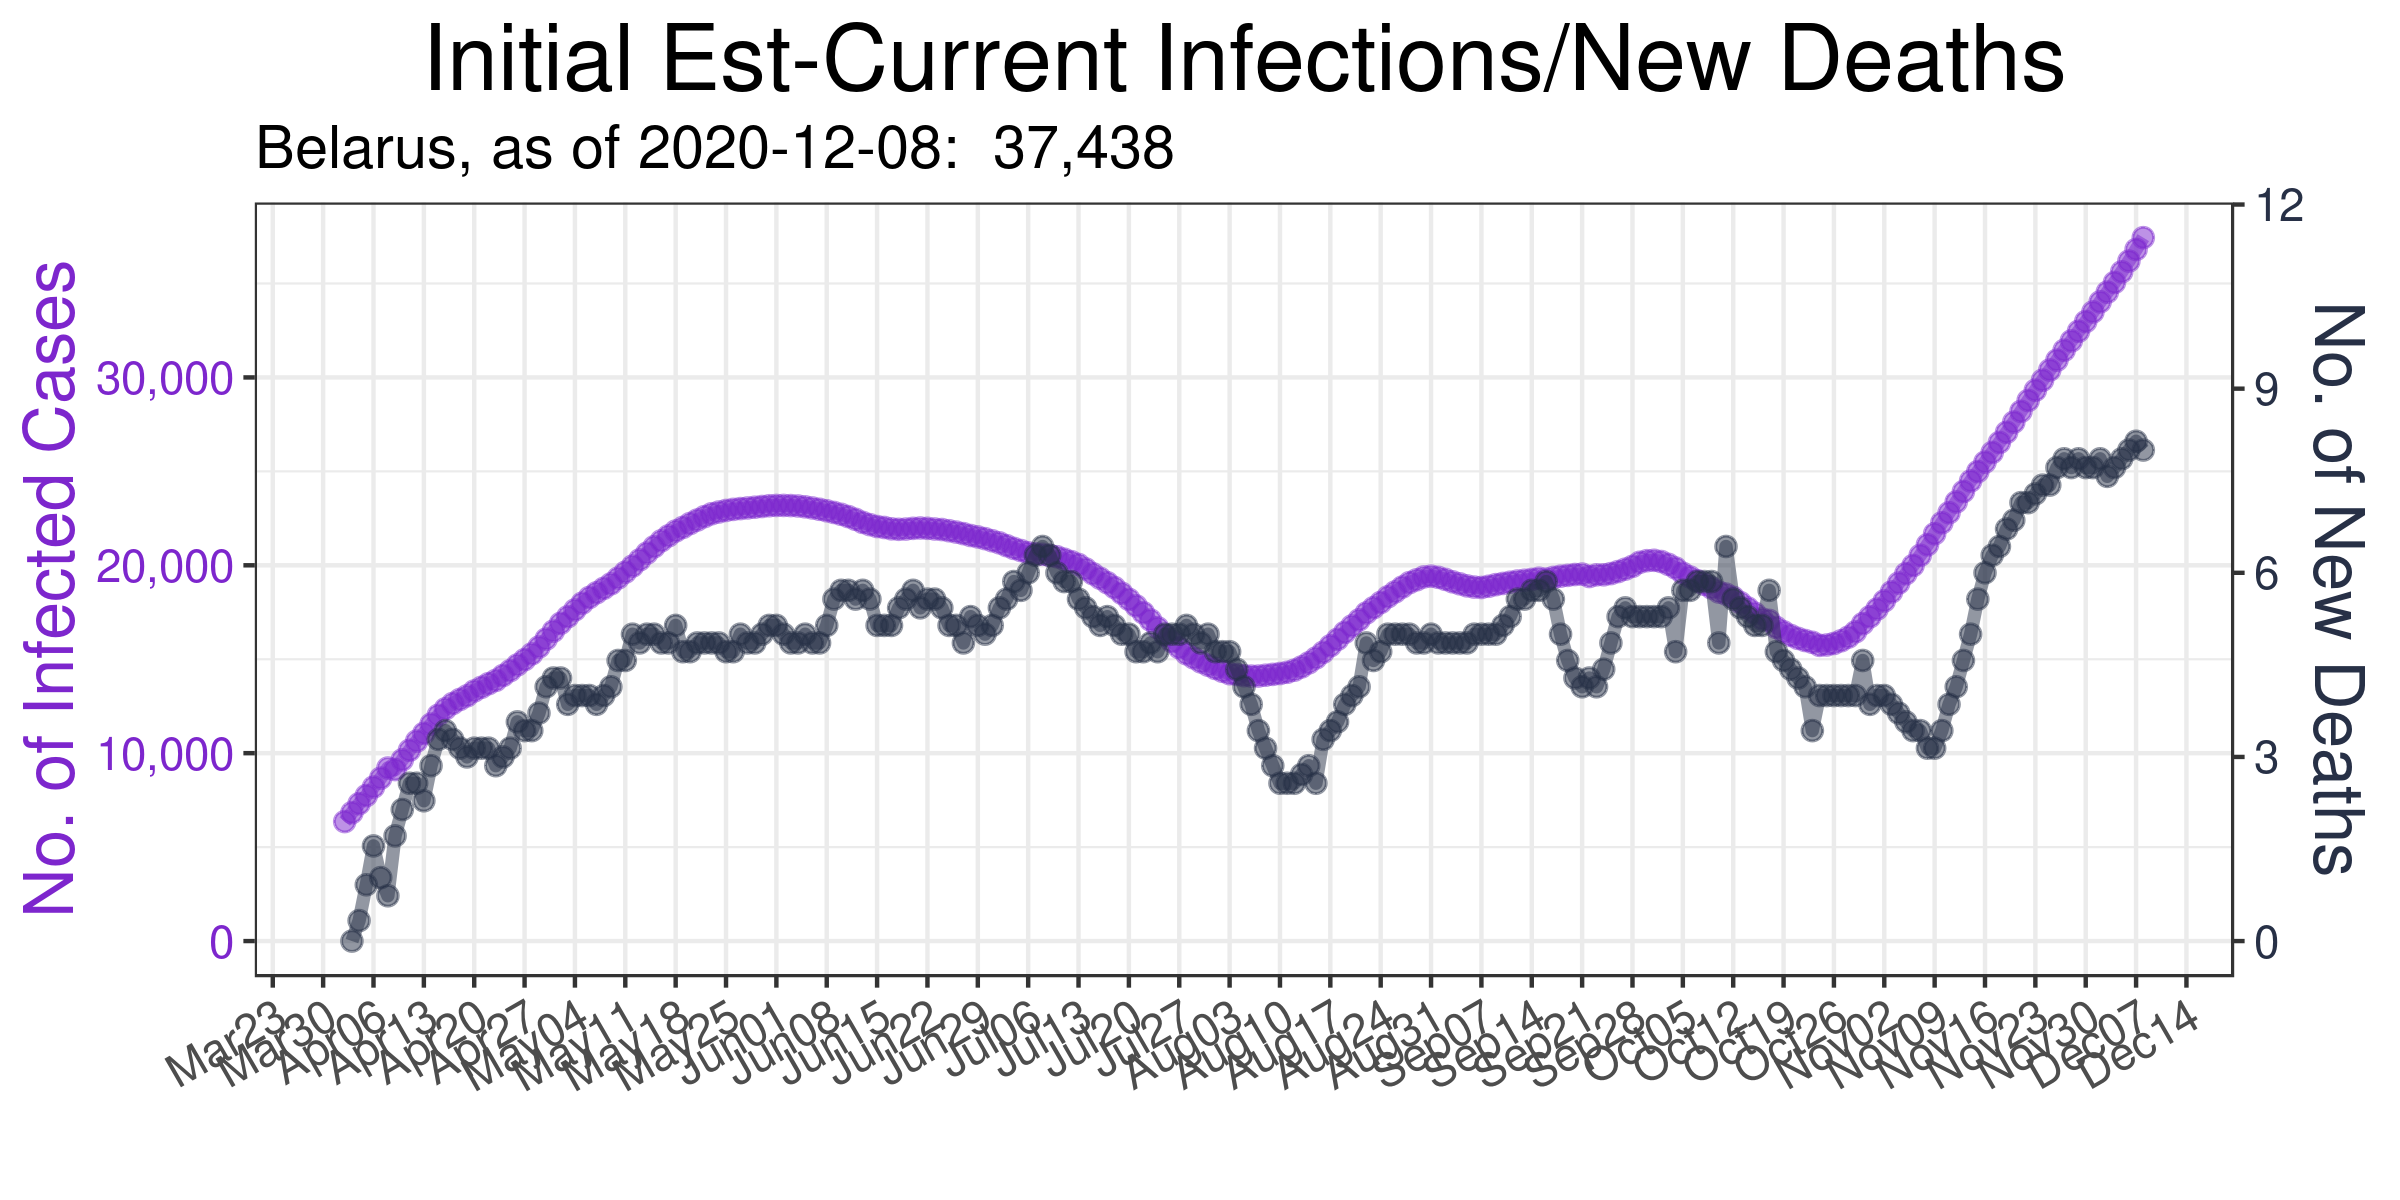 Initial Est-Current Infections/New Deaths
Belarus, as of 2020-12-08:  37,438
No. of Infected Cases
30,000
20,000
10,000
0
12
9
6
3
0
No. of New Deaths
Mar23
Mar30
Apr06
Apr13
Apr20
Apr27
May04
May11
May18
May25
Jun01
Jun08
Jun15
Jun22
Jun29
Jul06
Jul13
Jul20
Jul27
Aug03
Aug10
Aug17
Aug24
Aug31
Sep07
Sep14
Sep21
Sep28
Oct05
Oct12
Oct19
Oct26
Nov02
Nov09
Nov16
Nov23
Nov30
Dec07
Dec14